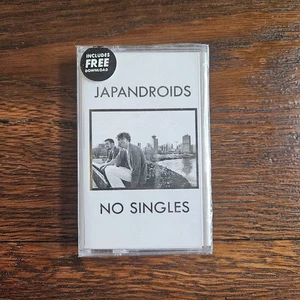 INCLUDES
FREE
DOWNLOAD
JAPANDROIDS
NO SINGLES